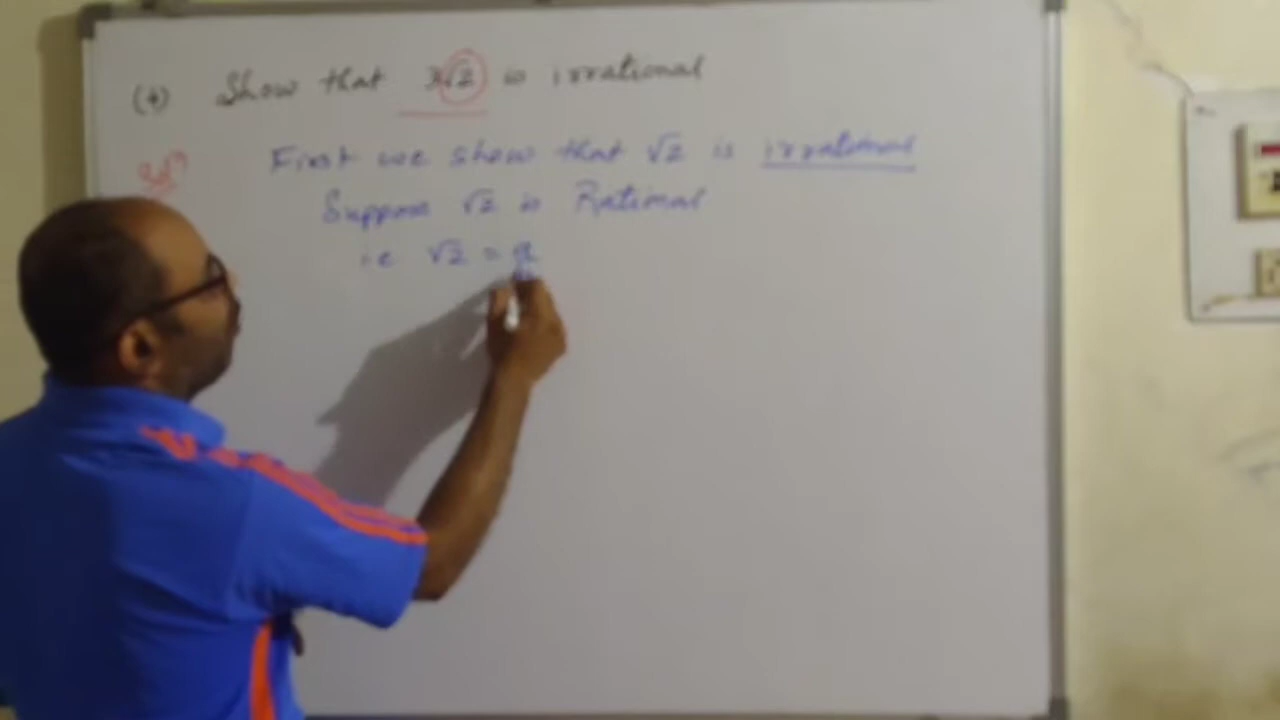 (4) Show that 3√2 is irrational
Solⁿ
First we show that √2 is irrational
Suppose √2 is Rational
i.e √2 = a